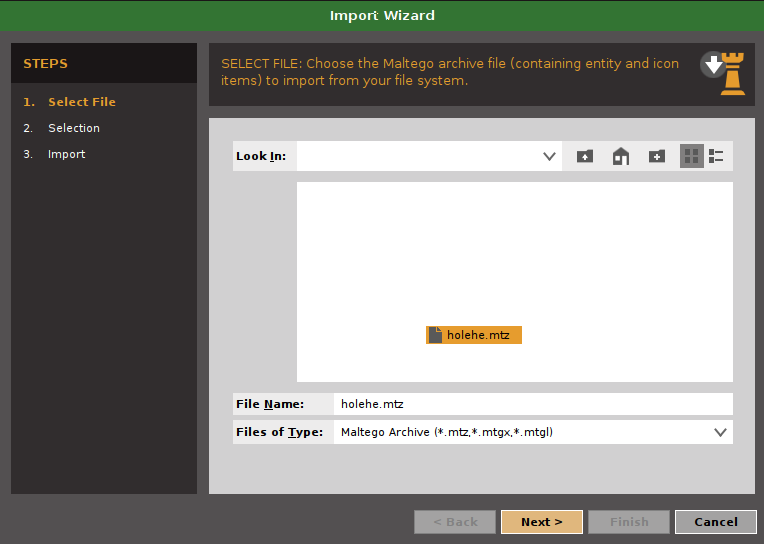 Import Wizard
STEPS
1. Select File
2. Selection
3. Import
SELECT FILE: Choose the Maltego archive file (containing entity and icon
items) to import from your file system.
Look In:
holehe.mtz
File Name: holehe.mtz
Files of Type: Maltego Archive (*.mtz,*.mtgx,*.mtgl)
< Back Next > Finish Cancel